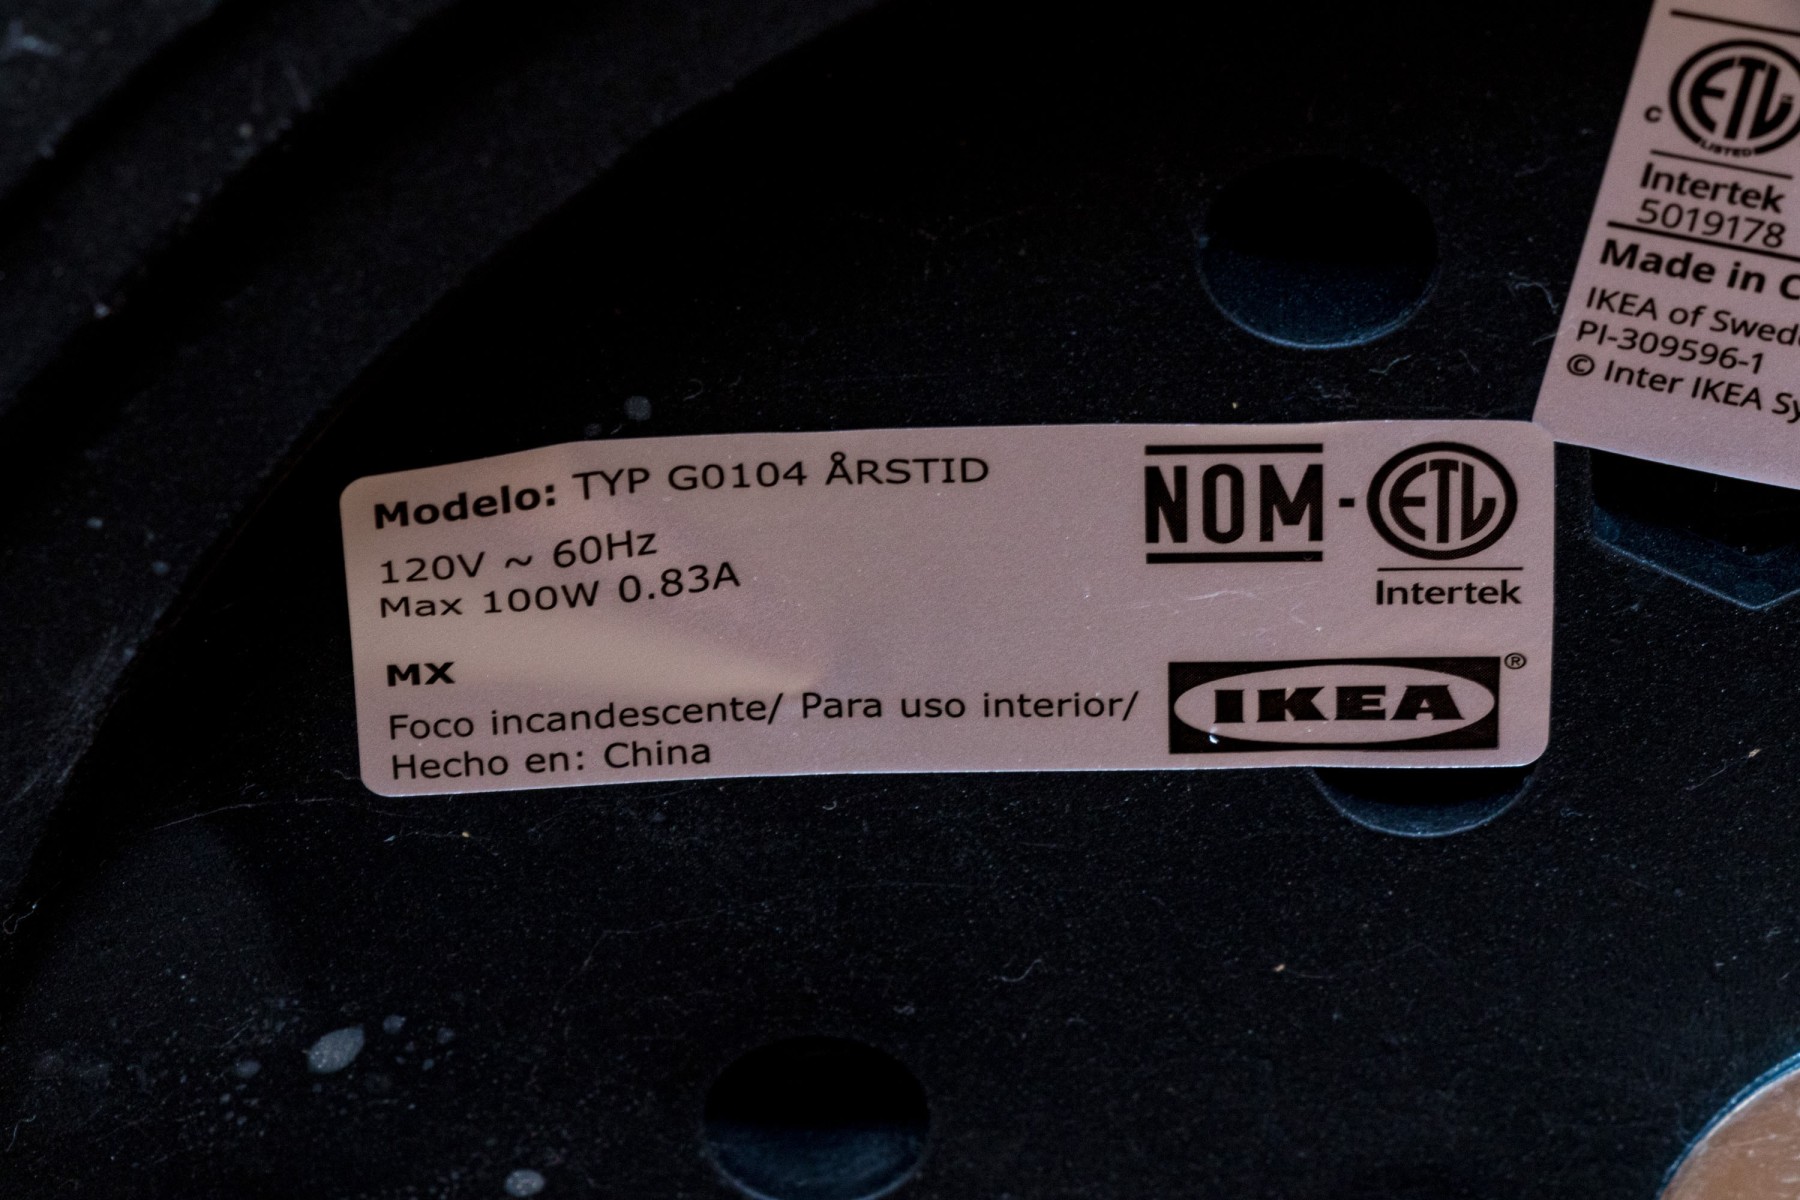 Modelo: TYP G0104 ÅRSTID
120V ~ 60Hz
Max 100W 0.83A
MX
Foco incandescente/ Para uso interior/
Hecho en: China
NOM-ETL
Intertek
IKEA®
c ETL
LISTED
Intertek
5019178
Made in
IKEA of
PI-309596-1
© Inter IKEA